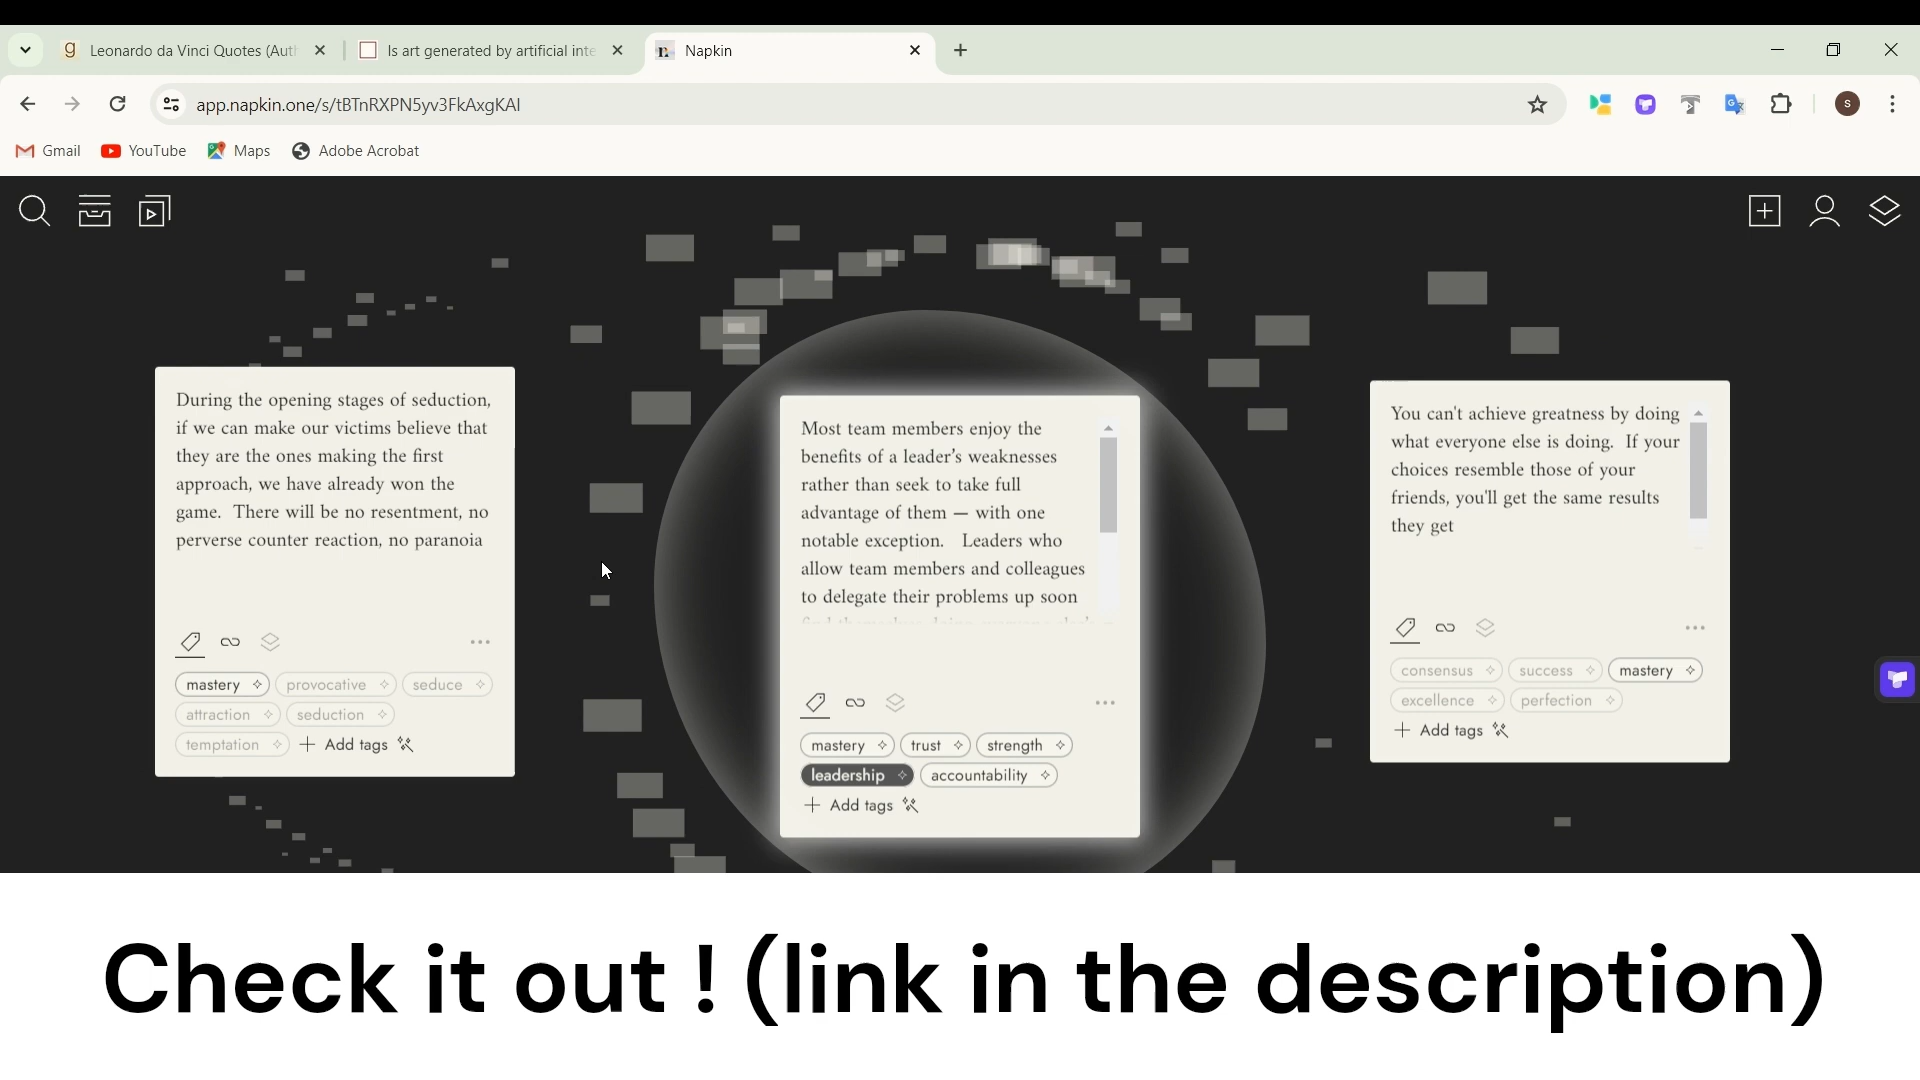 Leonardo da Vinci Quotes (Auth
Is art generated by artificial inte
Napkin
app.napkin.one/s/tBTnRXPN5yv3FkAxgKAI
S
Gmail
YouTube
Maps
Adobe Acrobat
During the opening stages of seduction,
if we can make our victims believe that
they are the ones making the first
approach, we have already won the
game. There will be no resentment, no
perverse counter reaction, no paranoia
mastery
provocative
seduce
attraction
seduction
temptation
Add tags
Most team members enjoy the
benefits of a leader’s weaknesses
rather than seek to take full
advantage of them — with one
notable exception. Leaders who
allow team members and colleagues
to delegate their problems up soon
mastery
trust
strength
leadership
accountability
Add tags
You can't achieve greatness by doing
what everyone else is doing. If your
choices resemble those of your
friends, you'll get the same results
they get
consensus
success
mastery
excellence
perfection
Add tags
Check it out ! (link in the description)